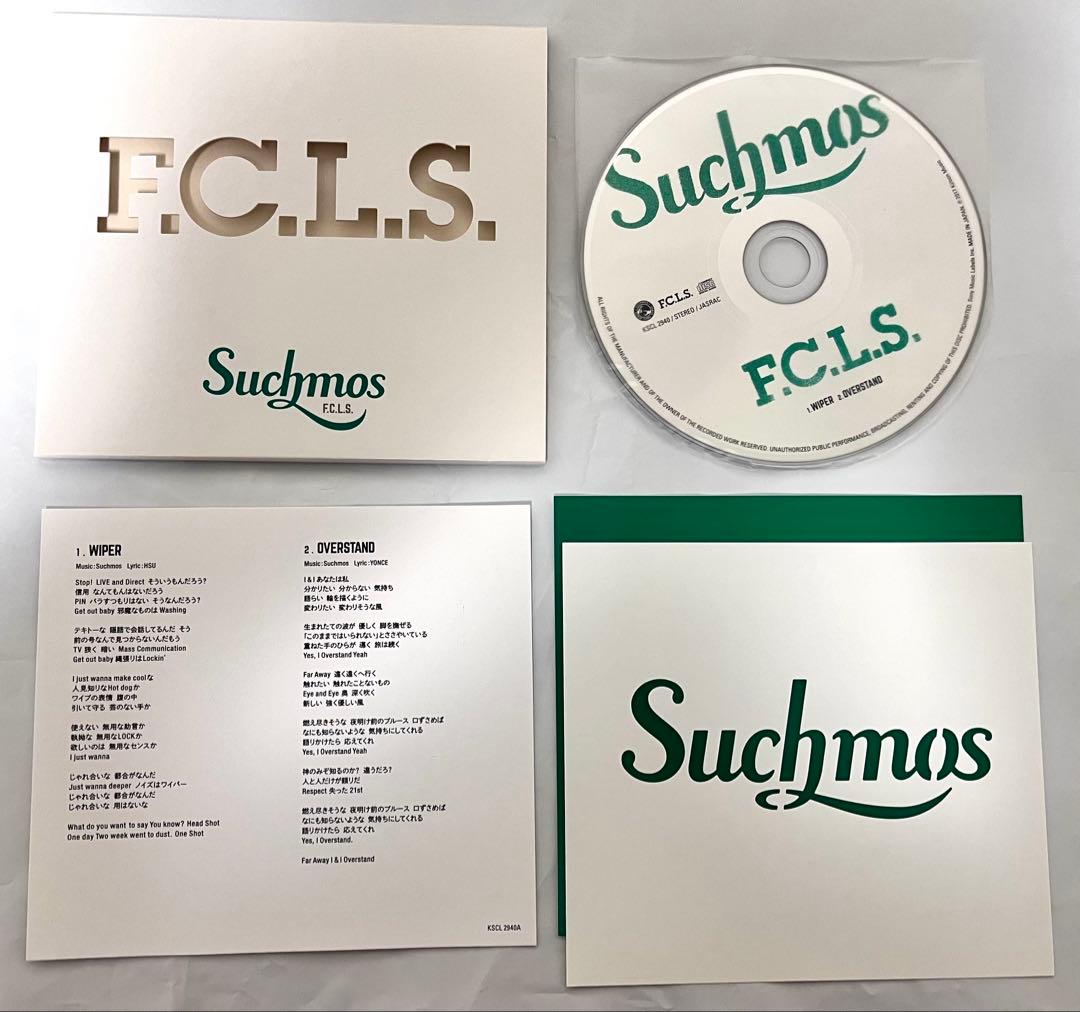 F.C.L.S.
Suchmos
F.C.L.S.
Suchmos
F.C.L.S.
KSCL 2940 / STEREO / JASRAC
F.C.L.S.
1. WIPER 2. OVERSTAND
ALL RIGHTS OF THE MANUFACTURER AND OF THE OWNER OF THE RECORDED WORK RESERVED. UNAUTHORIZED PUBLIC PERFORMANCE, BROADCASTING, RENTING AND COPYING OF THIS DISC PROHIBITED. Sony Music Labels Inc. MADE IN JAPAN. Ⓟ 2017 Kimon Music
1. WIPER
Music:Suchmos Lyric:HSU
Stop! LIVE and Direct そういうもんだろう?
信用 なんてもんはないだろう
PIN バラすつもりはない そうなんだろう?
Get out baby 邪魔なものは Washing
テキトーな 隠語で会話してるんだ そう
前の号なんで見つからないんだもう
TV 狭く 暗い Mass Communication
Get out baby 縄張りはLockin'
I just wanna make coolな
人見知りなHot dogか
ワイプの表情 腹の中
引いて守る 芸のない手か
使えない 無用な助言か
執拗な 無用なLOCKか
欲しいのは 無用なセンスか
I just wanna
じゃれ合いな 都合がなんだ
Just wanna deeper ノイズはワイパー
じゃれ合いな 都合がなんだ
じゃれ合いな 用はないな
What do you want to say You know? Head Shot
One day Two week went to dust. One Shot
2. OVERSTAND
Music:Suchmos Lyric:YONCE
I & I あなたは私
分かりたい 分からない 気持ち
語らい 輪を描くように
変わりたい 変わりそうな風
生まれたての波が 優しく 脚を撫ぜる
「このままではいられない」とささやいている
重ねた手のひらが 導く 旅は続く
Yes, I Overstand Yeah
Far Away 遠く遠くへ行く
触れたい 触れたことないもの
Eye and Eye 奥 深く吹く
新しい 強く優しい風
燃え尽きそうな 夜明け前のブルース 口ずさめば
なにも知らないような 気持ちにしてくれる
語りかけたら 応えてくれ
Yes, I Overstand Yeah
神のみぞ知るのか? 違うだろ?
人と人だけが頼りだ
Respect 失った 21st
燃え尽きそうな 夜明け前のブルース 口ずさめば
なにも知らないような 気持ちにしてくれる
語りかけたら 応えてくれ
Yes, I Overstand.
Far Away I & I Overstand
KSCL 2940A
Suchmos